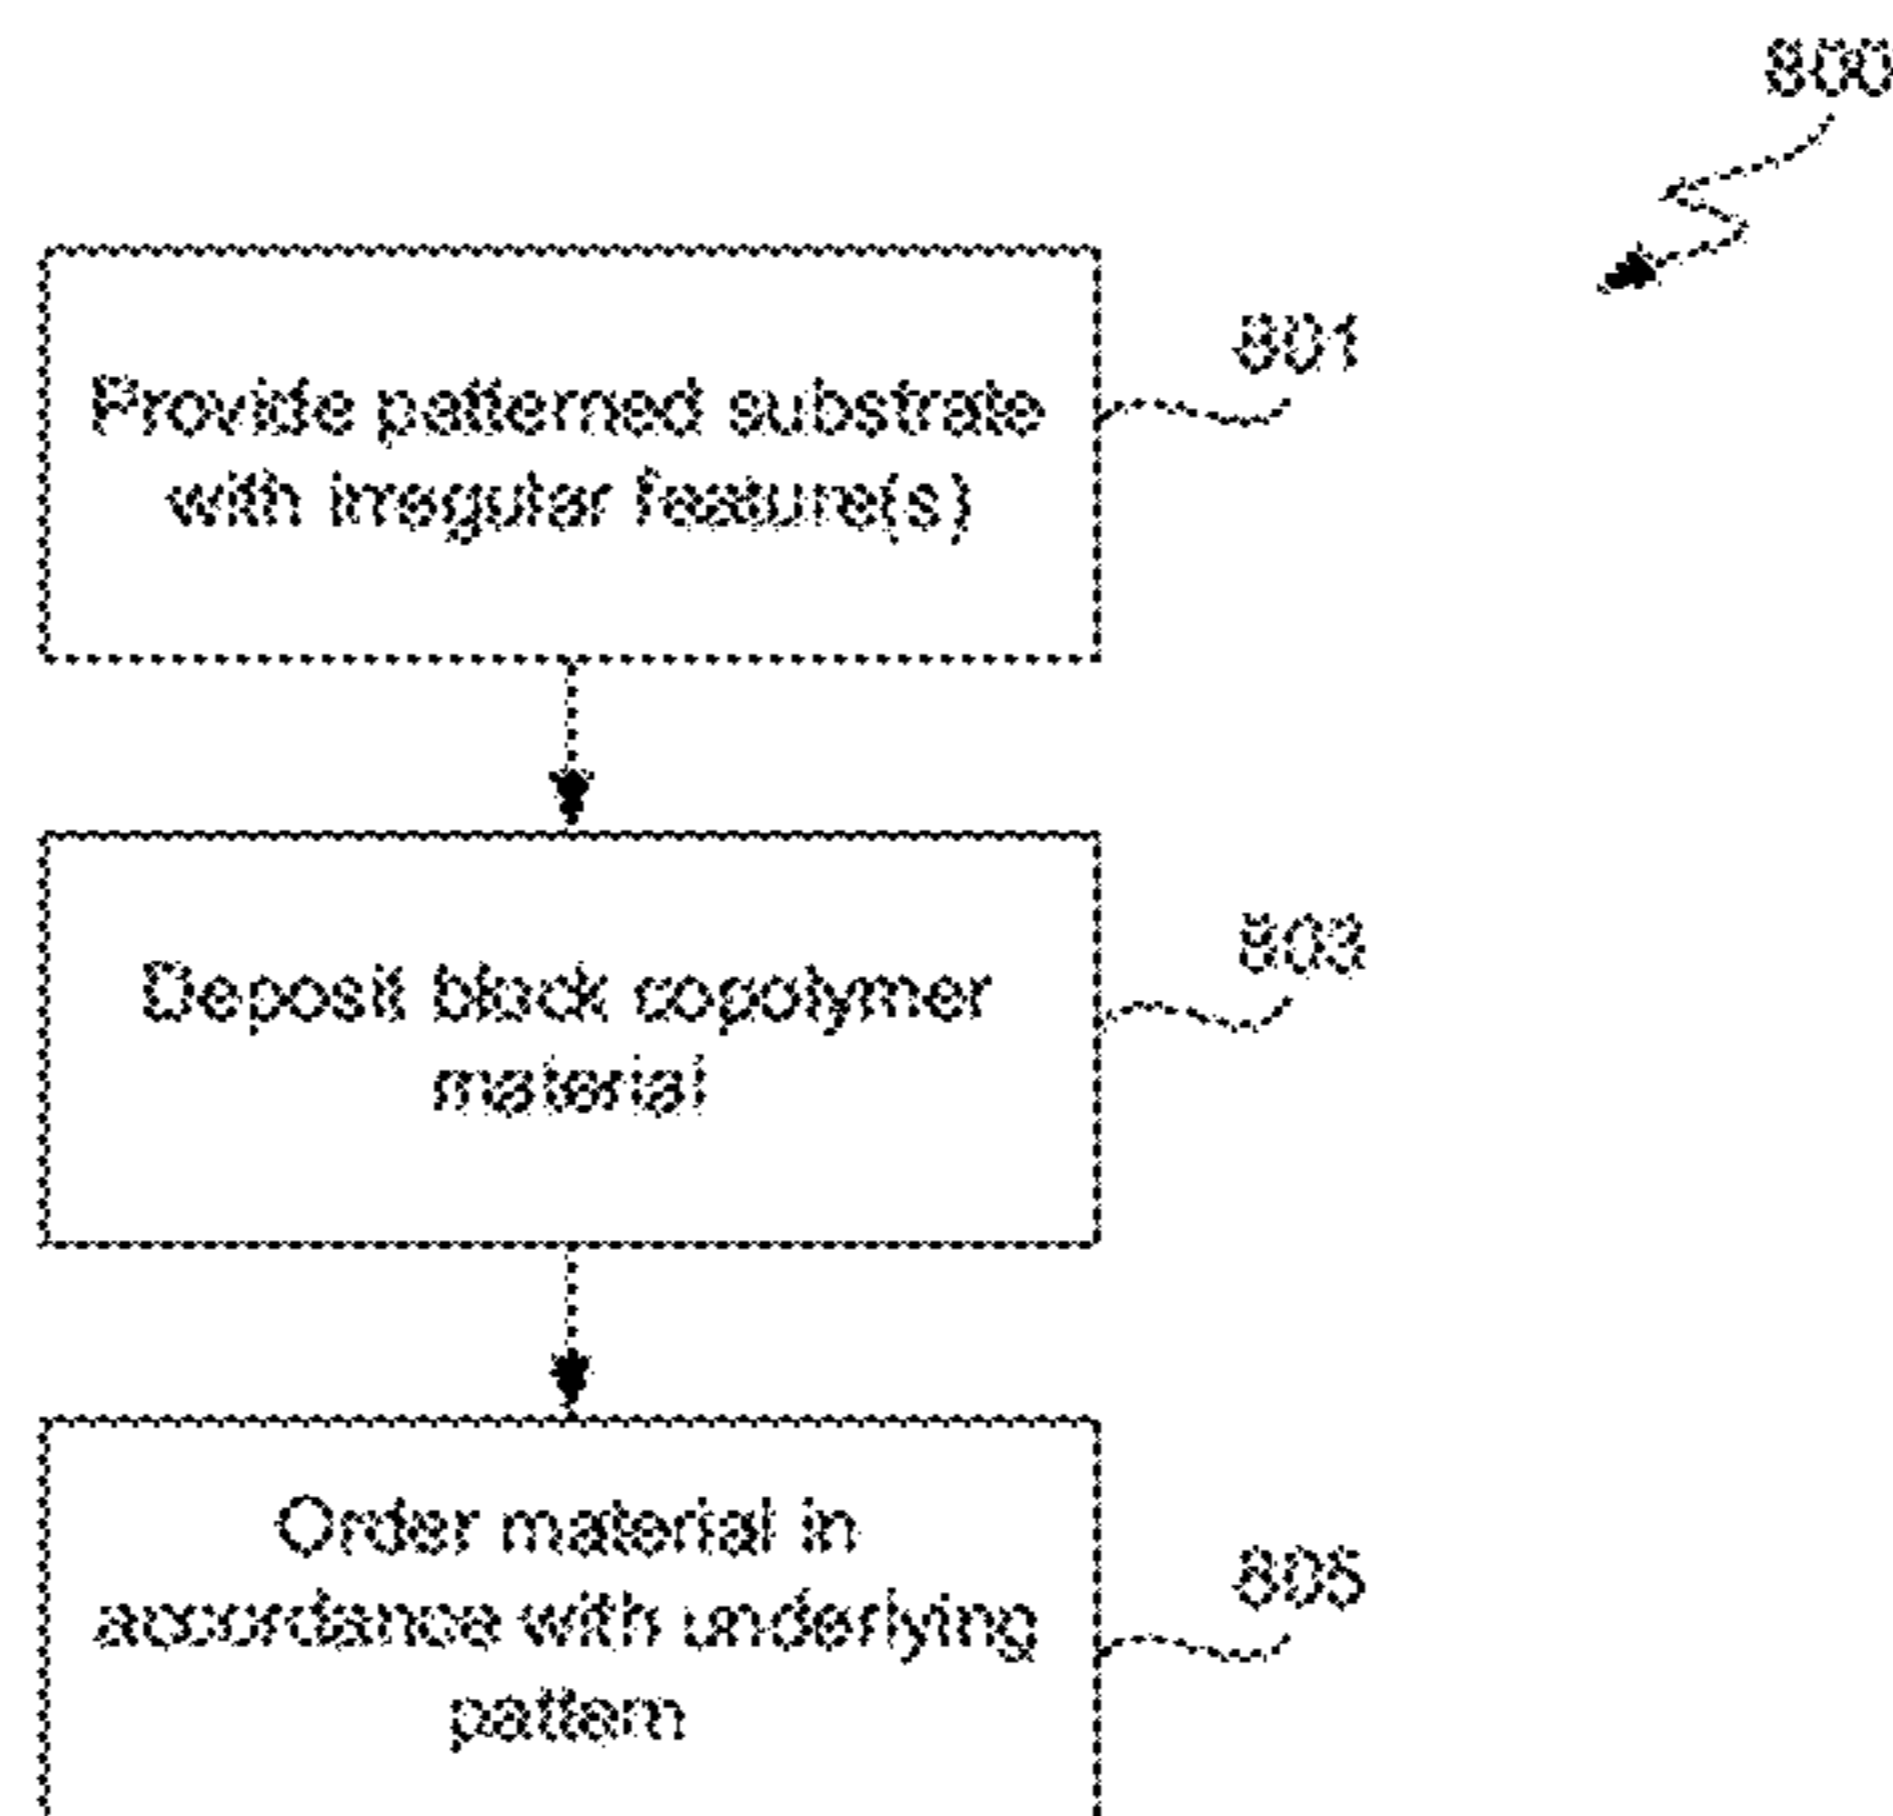 800
801
Provide patterned substrate
with irregular feature(s)
803
Deposit block copolymer
material
805
Order material in
accordance with underlying
pattern